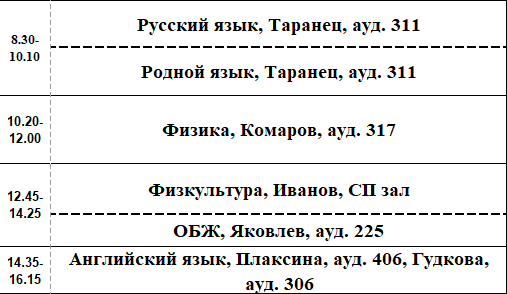 8.30-
10.10
Русский язык, Таранец, ауд. 311
Родной язык, Таранец, ауд. 311
10.20-
12.00
Физика, Комаров, ауд. 317
12.45-
14.25
Физкультура, Иванов, СП зал
ОБЖ, Яковлев, ауд. 225
14.35-
16.15
Английский язык, Плаксина, ауд. 406, Гудкова,
ауд. 306